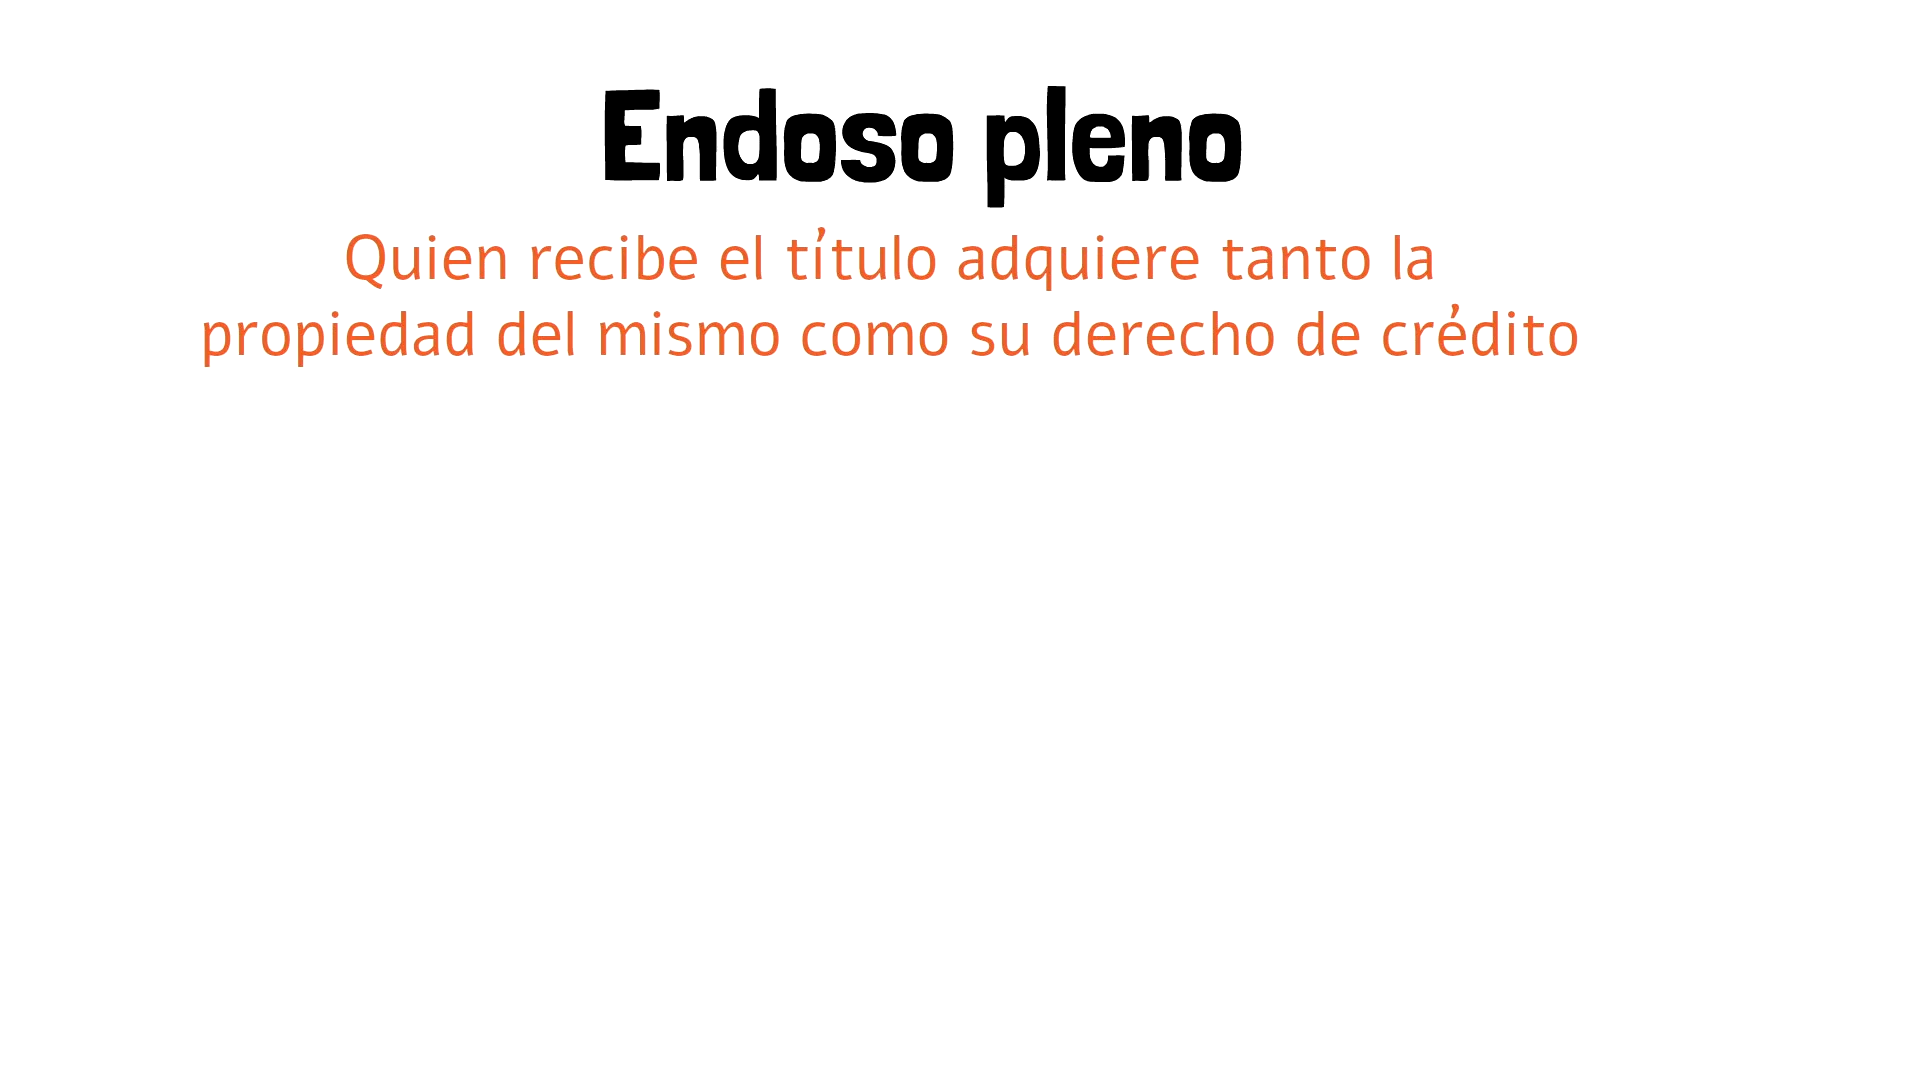 Endoso pleno
Quien recibe el título adquiere tanto la
propiedad del mismo como su derecho de crédito